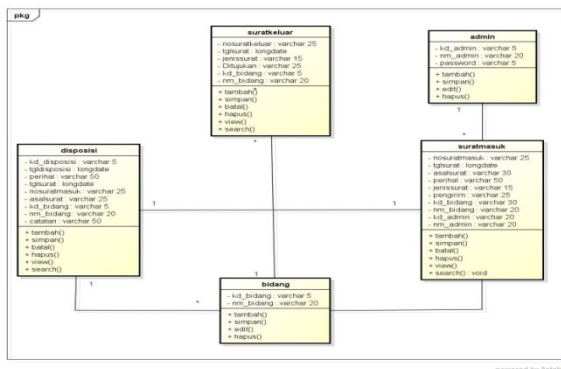 pkg
suratkeluar
- nosuratkeluar : varchar 25
- tglsurat : longdate
- jenissurat : varchar 15
- Ditujukan : varchar 25
- kd_bidang : varchar 5
- nm_bidang : varchar 20
+ tambah()
+ simpan()
+ batal()
+ hapus()
+ view()
+ search()
admin
- kd_admin : varchar 5
- nm_admin : varchar 20
- password : varchar 5
+ tambah()
+ simpan()
+ edit()
+ hapus()
1
*
disposisi
- kd_disposisi : varchar 5
- tgldisposisi : longdate
- perihal : varchar 50
- tglsurat : longdate
- nosuratmasuk : varchar 25
- asalsurat : varchar 25
- kd_bidang : varchar 5
- nm_bidang : varchar 20
- catatan : varchar 50
+ tambah()
+ simpan()
+ batal()
+ hapus()
+ view()
+ search()
suratmasuk
- nosuratmasuk : varchar 25
- tglsurat : longdate
- asalsurat : varchar 30
- perihal : varchar 50
- jenissurat : varchar 15
- penginm : varchar 25
- kd_bidang : varchar 30
- nm_bidang : varchar 20
- kd_admin : varchar 20
- nm_admin : varchar 20
+ tambah()
+ simpan()
+ batal()
+ hapus()
+ view()
+ search() : void
*
1
1
1
*
1
bidang
- kd_bidang : varchar 5
- nm_bidang : varchar 20
+ tambah()
+ simpan()
+ edit()
+ hapus()